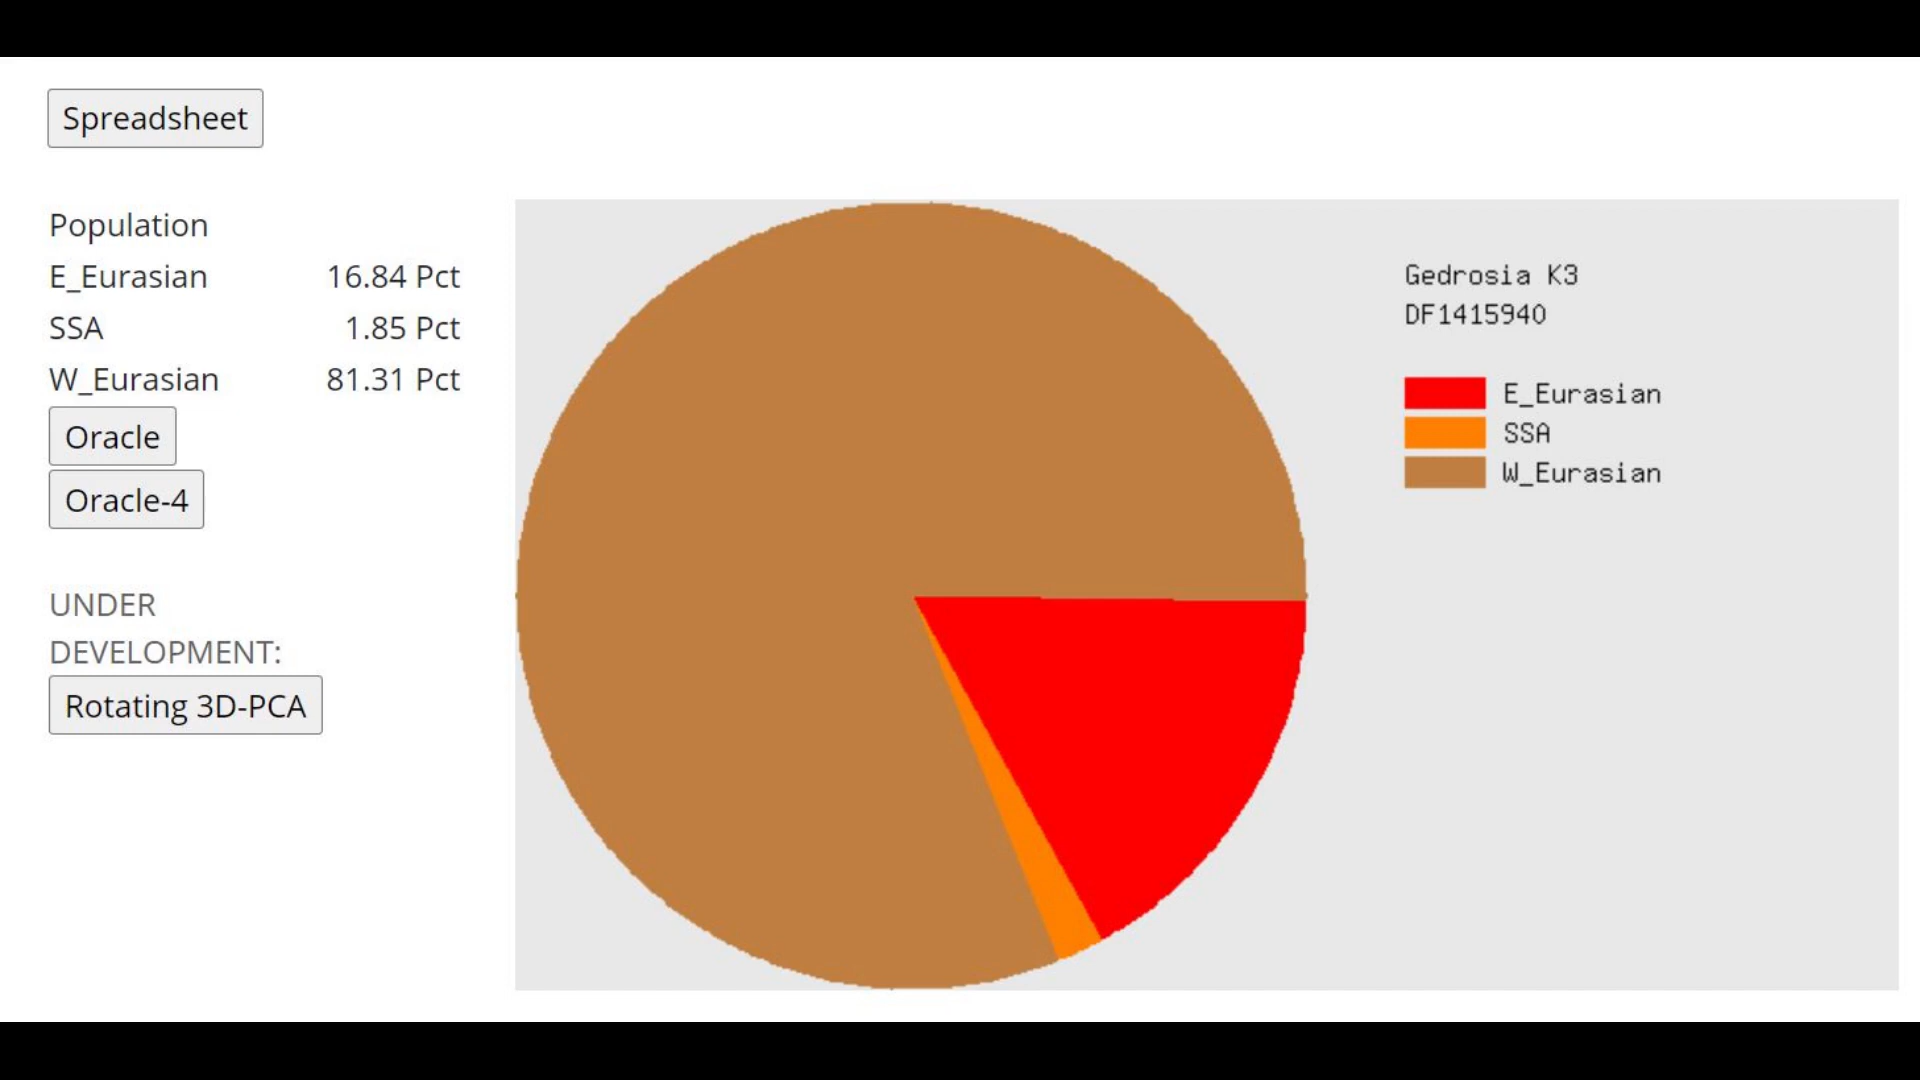 Spreadsheet
Population
E_Eurasian 16.84 Pct
SSA 1.85 Pct
W_Eurasian 81.31 Pct
Oracle
Oracle-4
UNDER
DEVELOPMENT:
Rotating 3D-PCA
Gedrosia K3
DF1415940
E_Eurasian
SSA
W_Eurasian